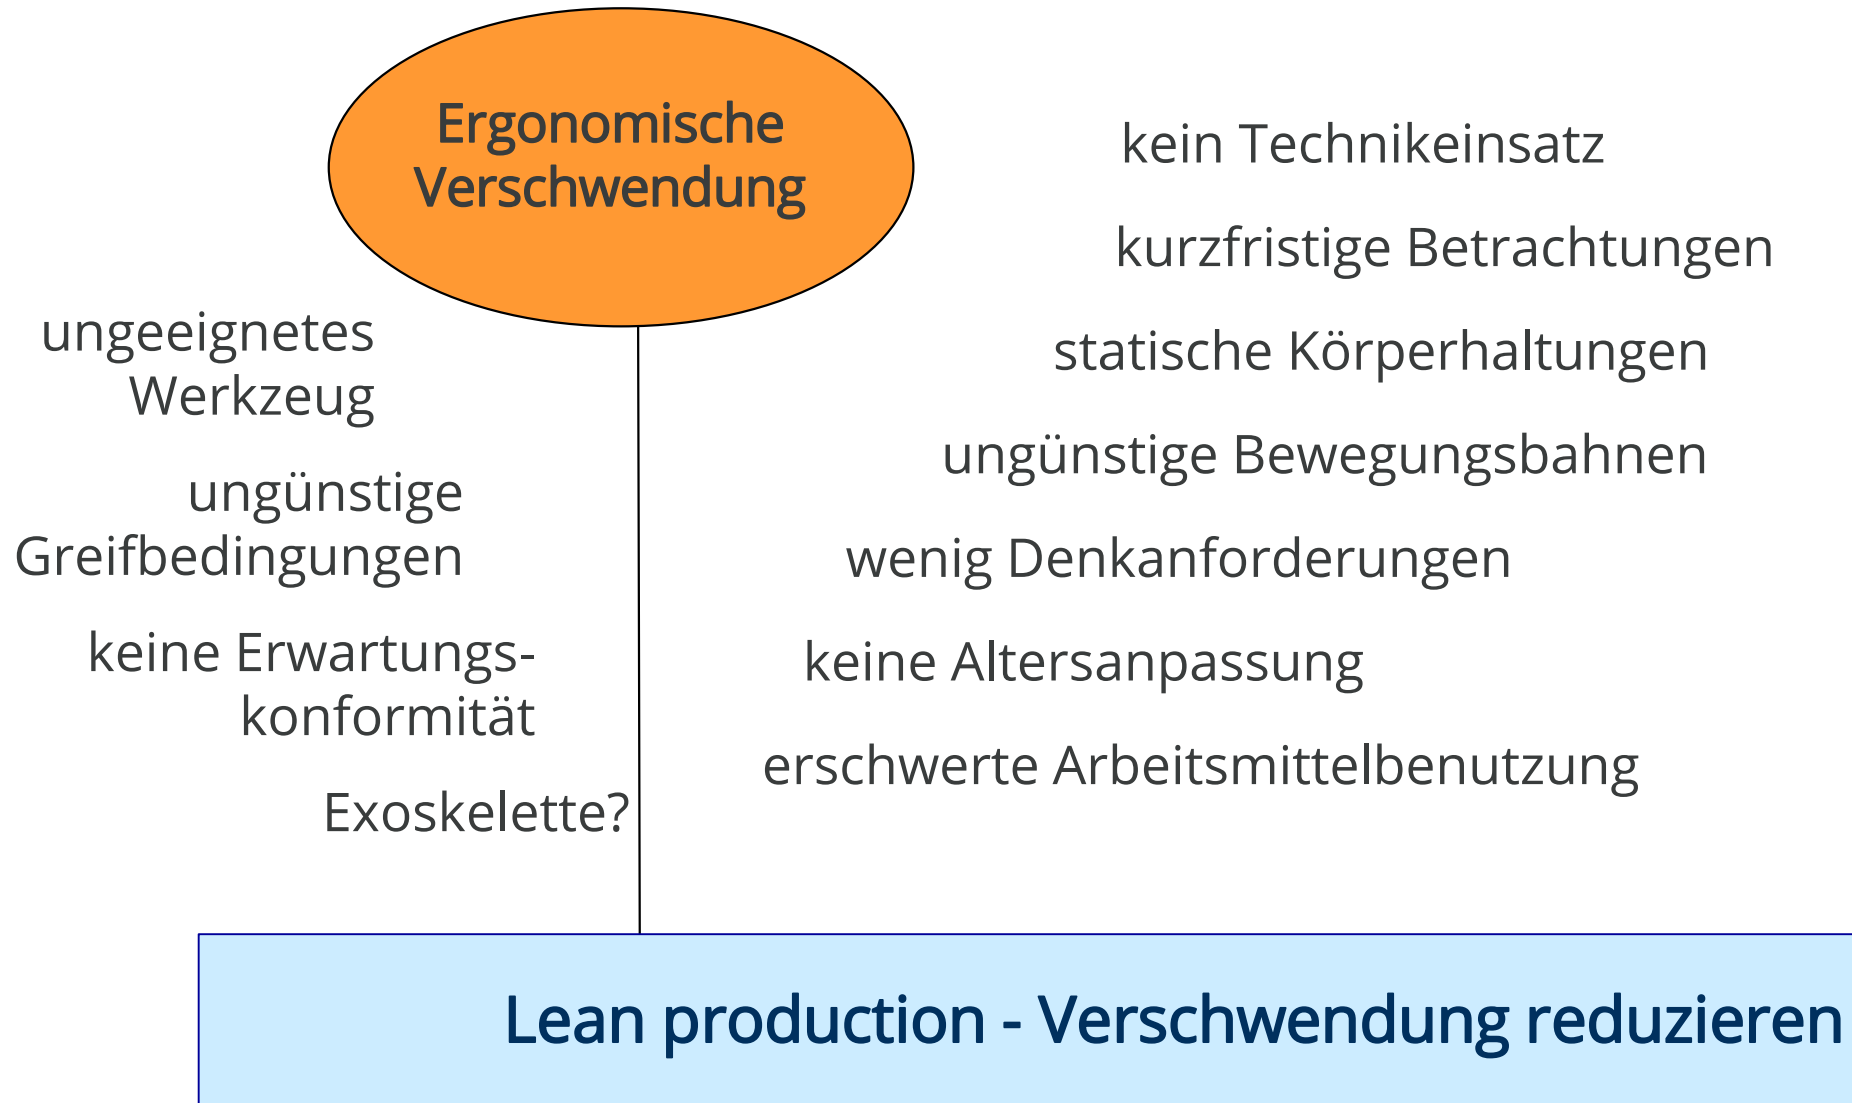 Ergonomische
Verschwendung
ungeeignetes
Werkzeug
ungünstige
Greifbedingungen
keine Erwartungs-
konformität
Exoskelette?
kein Technikeinsatz
kurzfristige Betrachtungen
statische Körperhaltungen
ungünstige Bewegungsbahnen
wenig Denkanforderungen
keine Altersanpassung
erschwerte Arbeitsmittelbenutzung
Lean production - Verschwendung reduzieren